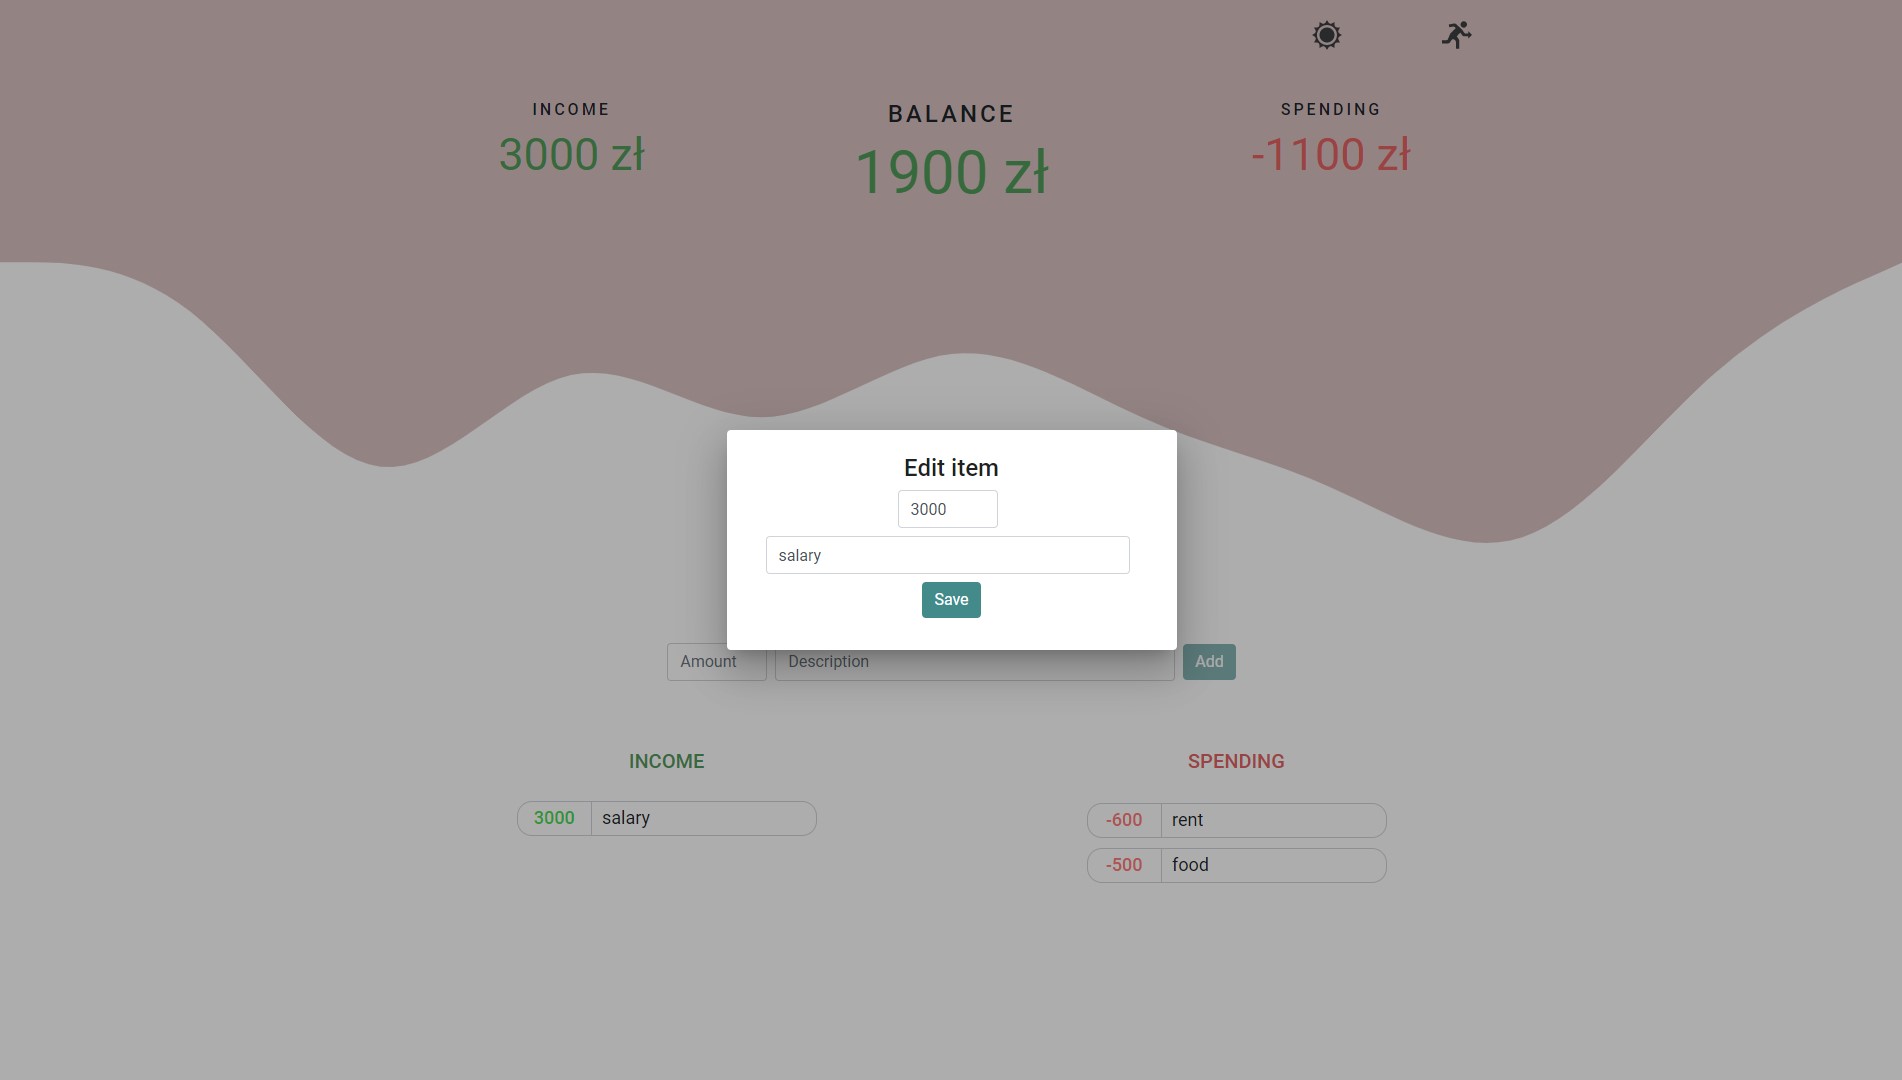 INCOME
3000 zł
BALANCE
1900 zł
SPENDING
-1100 zł
Edit item
3000
salary
Save
Amount
Description
Add
INCOME
3000 salary
SPENDING
-600 rent
-500 food